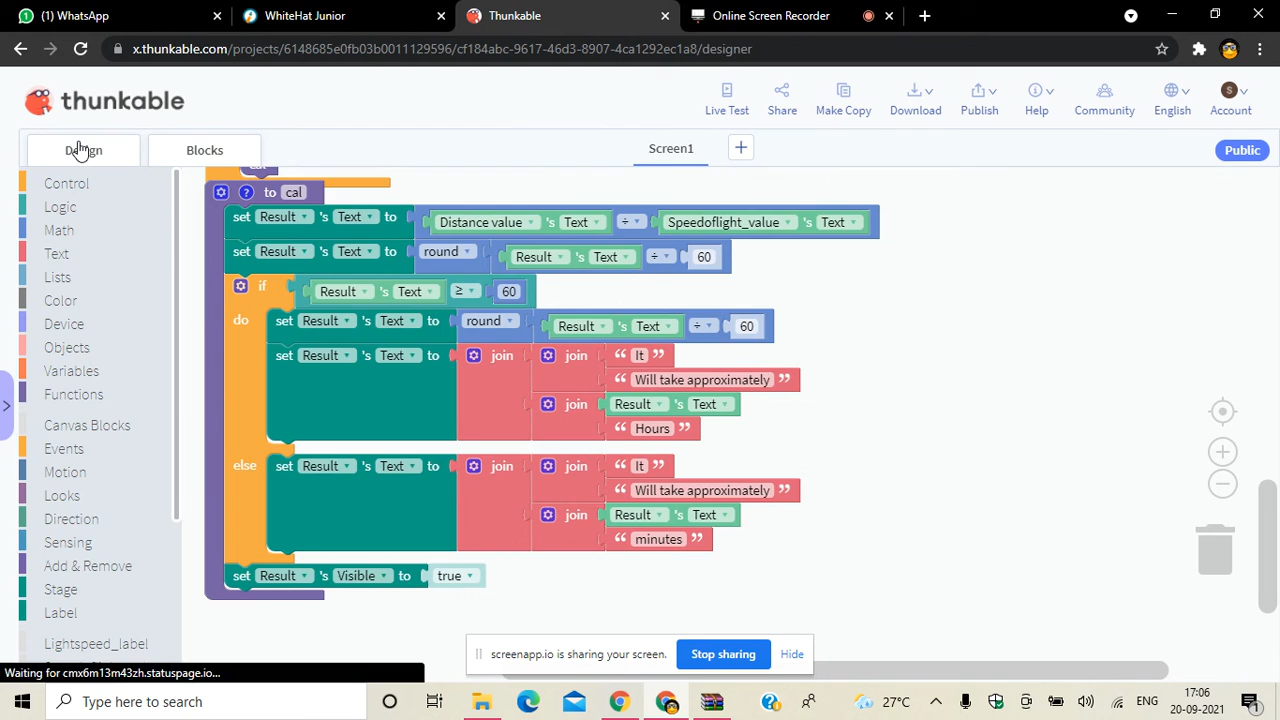 (1) WhatsApp
WhiteHat Junior
Thunkable
Online Screen Recorder
x.thunkable.com/projects/6148685e0fb03b0011129596/cf184abc-9617-46d3-8907-4ca1292ec1a8/designer
thunkable
Live Test
Share
Make Copy
Download
Publish
Help
Community
English
S
Account
Design
Blocks
Screen1
Public
Control
Logic
Math
Text
Lists
Color
Device
Objects
Variables
Functions
Canvas Blocks
Events
Motion
Looks
Direction
Sensing
Add & Remove
Stage
Label
Lightspeed_label
? to cal
set Result 's Text to Distance value 's Text ÷ Speedoflight_value 's Text
set Result 's Text to round Result 's Text ÷ 60
if Result 's Text ≥ 60
do set Result 's Text to round Result 's Text ÷ 60
set Result 's Text to join join “ It ”
“ Will take approximately ”
join Result 's Text
“ Hours ”
else set Result 's Text to join join “ It ”
“ Will take approximately ”
join Result 's Text
“ minutes ”
set Result 's Visible to true
screenapp.io is sharing your screen.
Stop sharing
Hide
Waiting for cmx6m13m43zh.statuspage.io...
Type here to search
27°C
ENG
17:06
20-09-2021
1